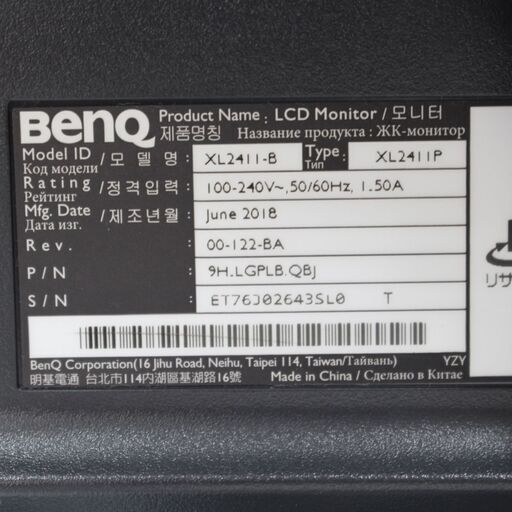 BenQ Product Name : LCD Monitor / 모니터
제품명칭 Название продукта : ЖК-монитор
Model ID / 모 델 명 : XL2411-B Type : XL2411P
Код модели Тип
Rating / 정격입력 : 100-240V~,50/60Hz, 1.50A
Рейтинг
Mfg. Date / 제조년월 : June 2018
Дата изг.
Rev. : 00-122-BA
P/N : 9H.LGPLB.QBJ
S/N : ET76J02643SL0 T
BenQ Corporation(16 Jihu Road, Neihu, Taipei 114, Taiwan/Тайвань) YZY
明基電通 台北市114內湖區基湖路16號 Made in China / Сделано в Китае
リサ